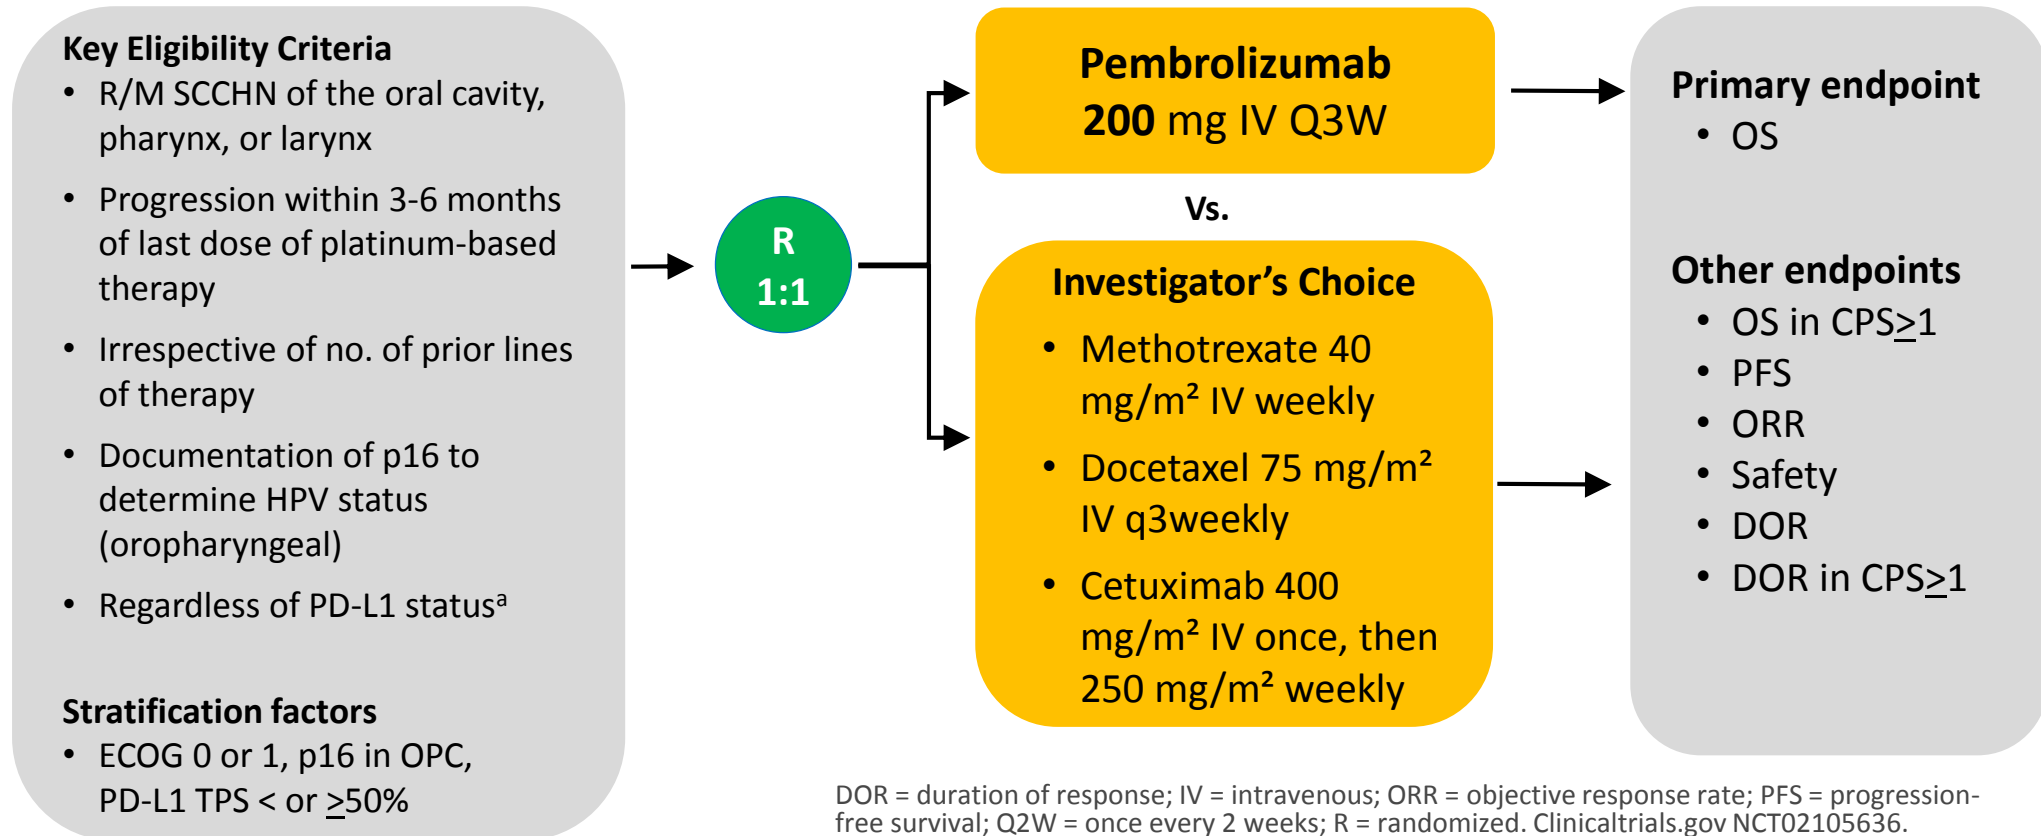 Key Eligibility Criteria
• R/M SCCHN of the oral cavity,
pharynx, or larynx
• Progression within 3-6 months
of last dose of platinum-based
therapy
• Irrespective of no. of prior lines
of therapy
• Documentation of p16 to
determine HPV status
(oropharyngeal)
• Regardless of PD-L1 statusᵃ
Stratification factors
• ECOG 0 or 1, p16 in OPC,
PD-L1 TPS < or ≥50%
R
1:1
Pembrolizumab
200 mg IV Q3W
Vs.
Investigator’s Choice
• Methotrexate 40
mg/m² IV weekly
• Docetaxel 75 mg/m²
IV q3weekly
• Cetuximab 400
mg/m² IV once, then
250 mg/m² weekly
Primary endpoint
• OS
Other endpoints
• OS in CPS≥1
• PFS
• ORR
• Safety
• DOR
• DOR in CPS≥1
DOR = duration of response; IV = intravenous; ORR = objective response rate; PFS = progression-
free survival; Q2W = once every 2 weeks; R = randomized. Clinicaltrials.gov NCT02105636.